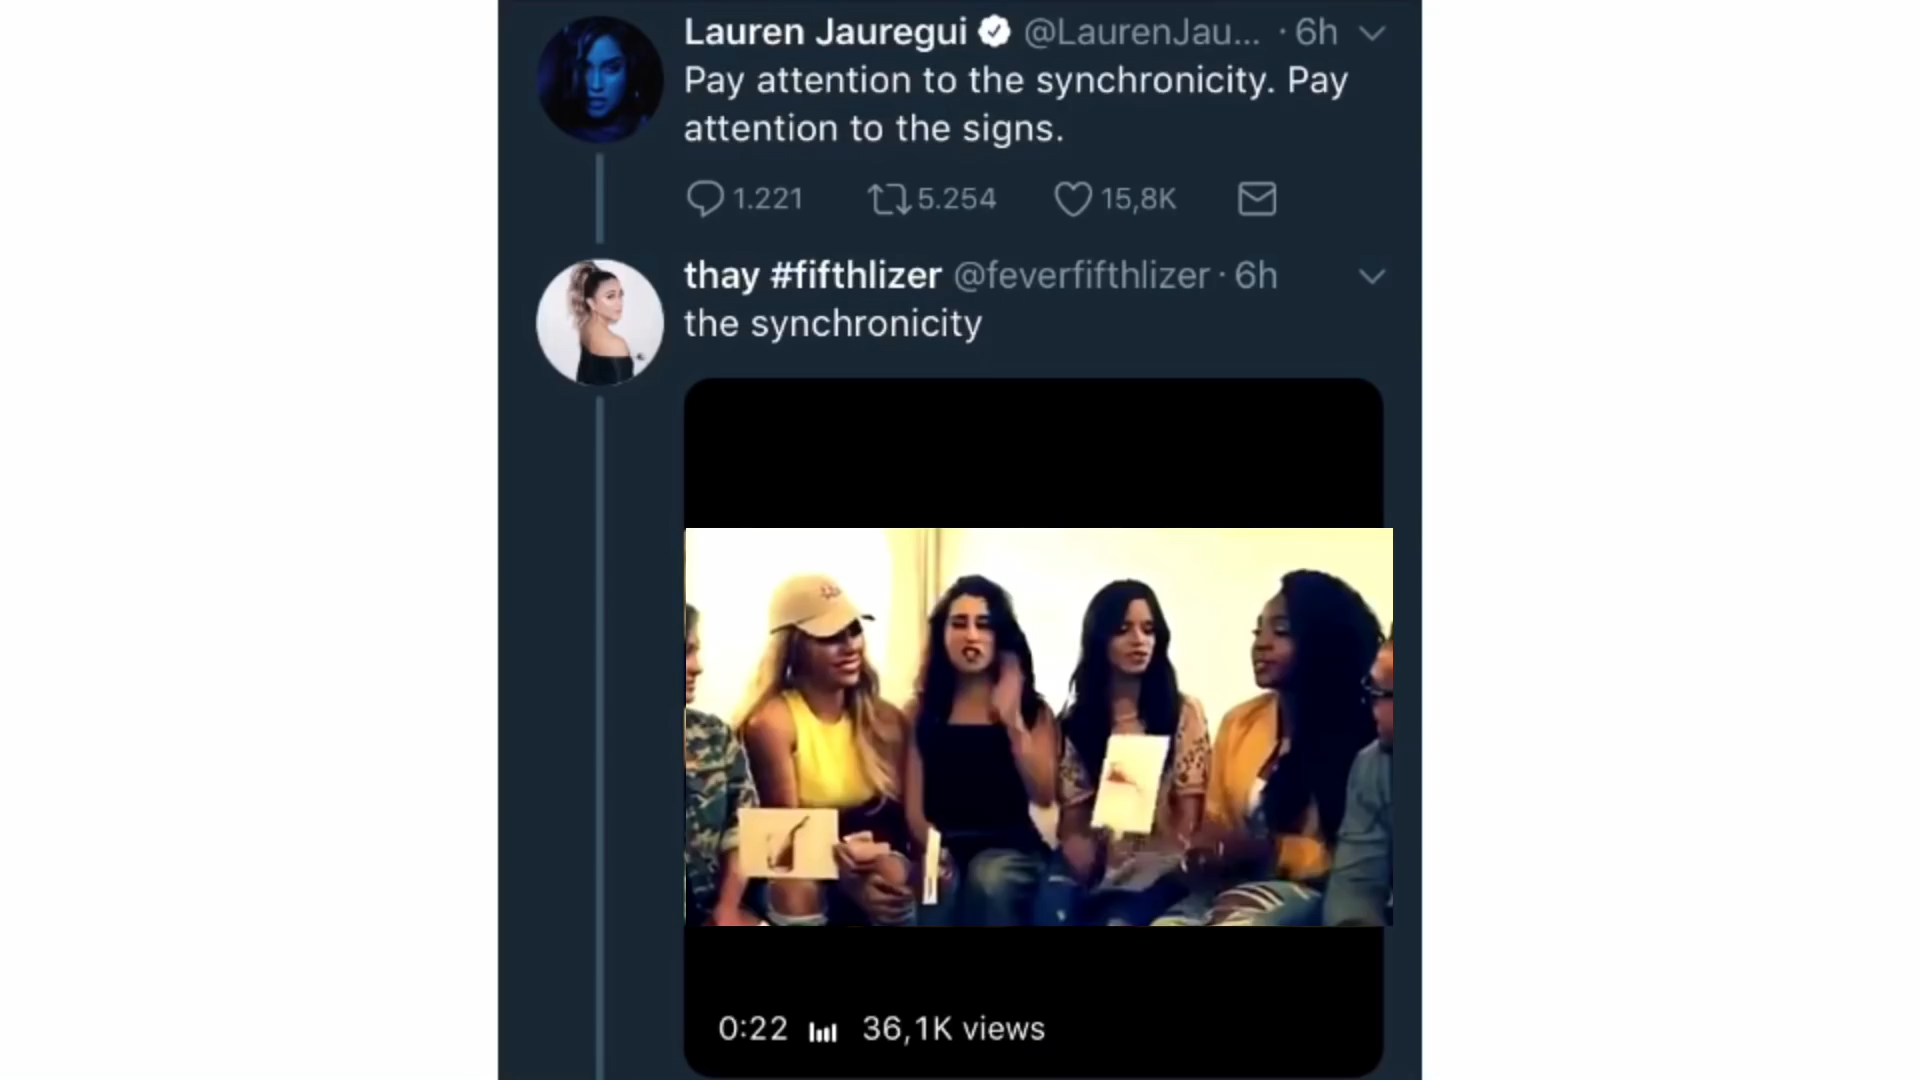 Lauren Jauregui @LaurenJau... · 6h
Pay attention to the synchronicity. Pay
attention to the signs.
1.221 5.254 15,8K
thay #fifthlizer @feverfifthlizer · 6h
the synchronicity
0:22 36,1K views